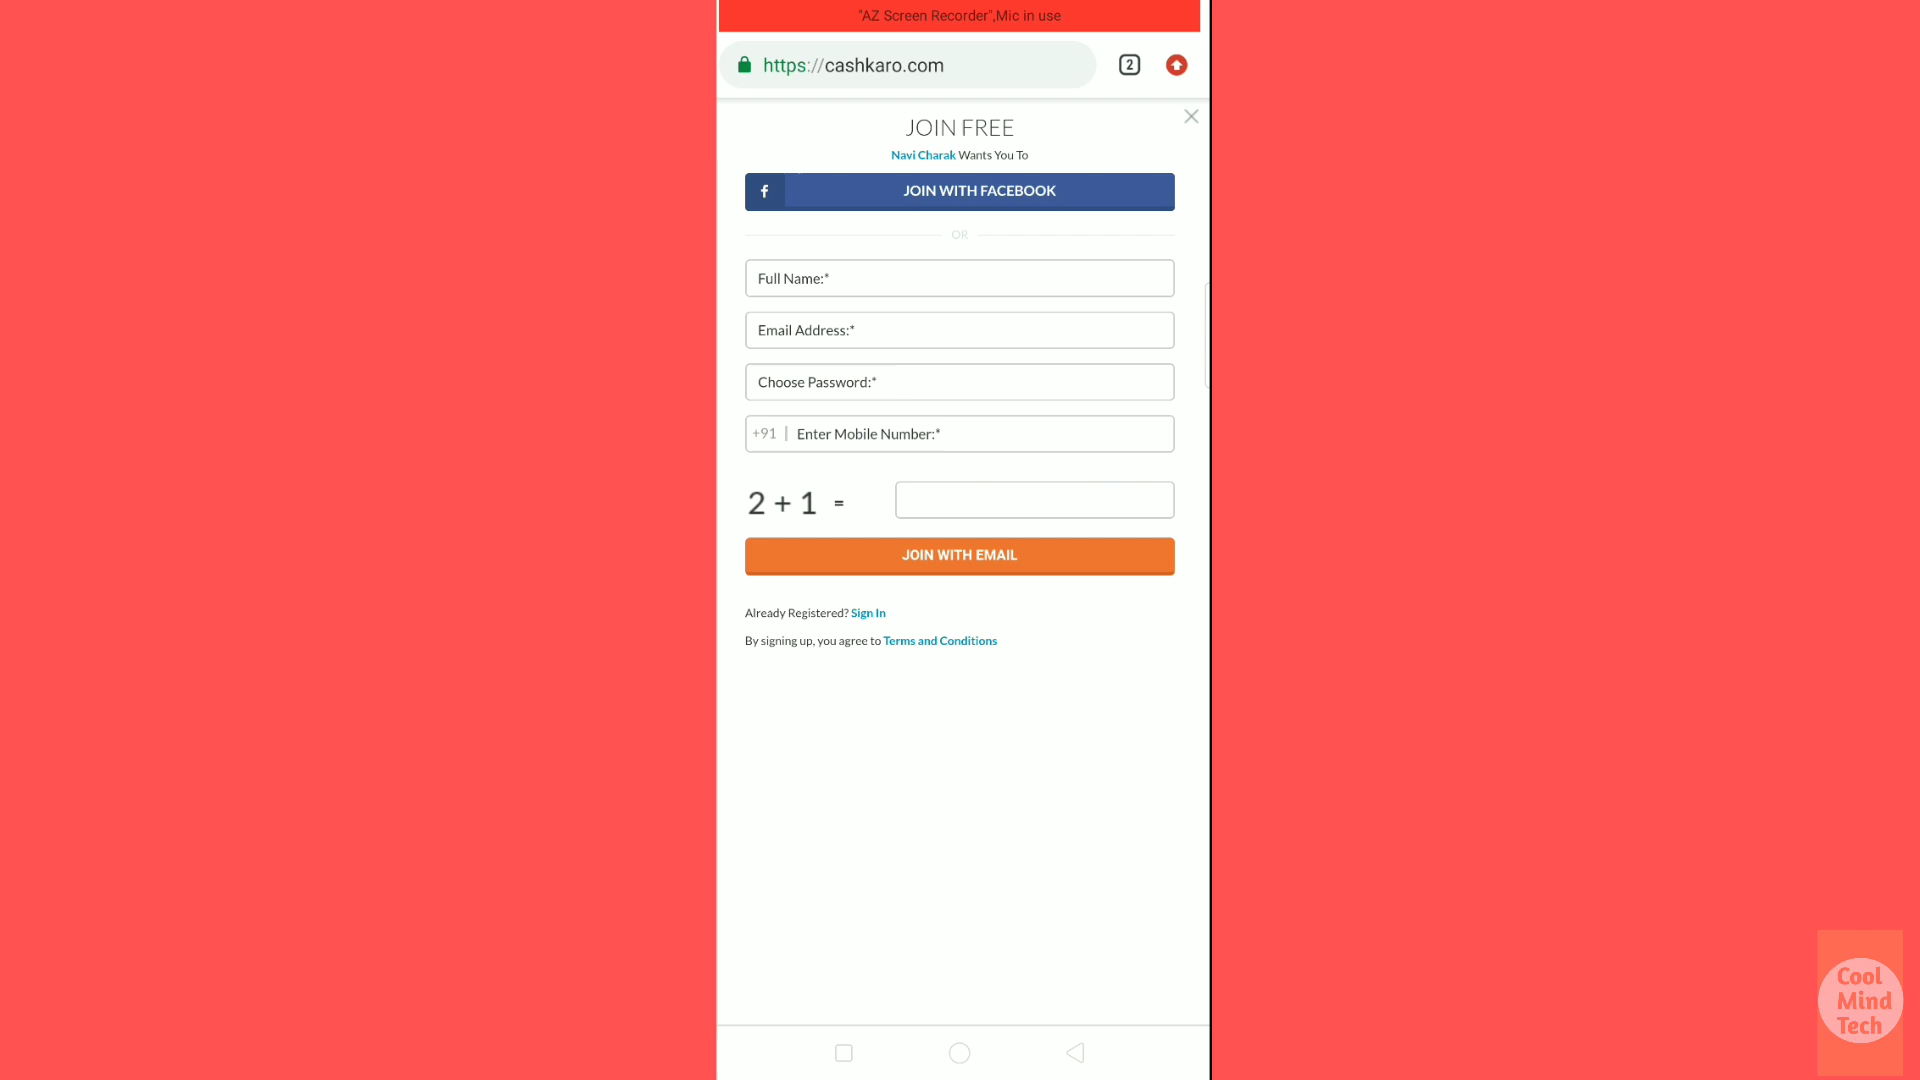 "AZ Screen Recorder",Mic in use
https://cashkaro.com
2
JOIN FREE
Navi Charak Wants You To
f
JOIN WITH FACEBOOK
OR
Full Name:*
Email Address:*
Choose Password:*
+91 | Enter Mobile Number:*
2 + 1 =
JOIN WITH EMAIL
Already Registered? Sign In
By signing up, you agree to Terms and Conditions
Cool
Mind
Tech